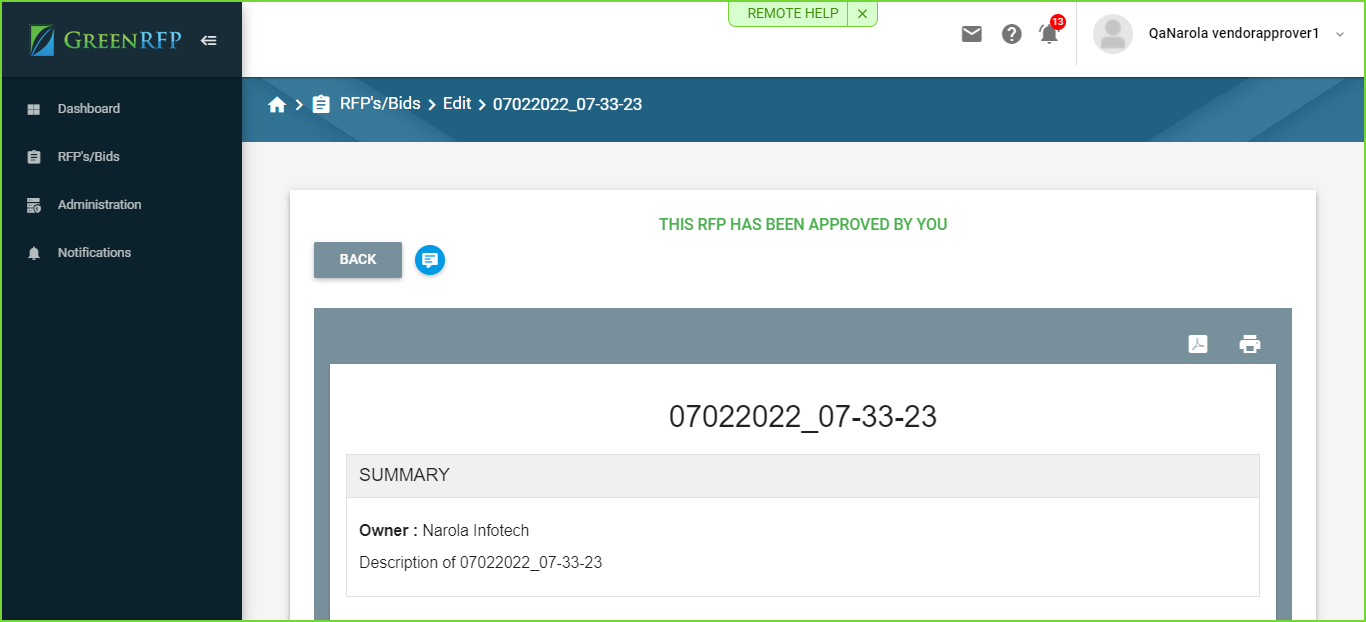 REMOTE HELP
GREENRFP
13
QaNarola vendorapprover1
Dashboard
RFP's/Bids
Administration
Notifications
RFP's/Bids > Edit > 07022022_07-33-23
THIS RFP HAS BEEN APPROVED BY YOU
BACK
07022022_07-33-23
SUMMARY
Owner : Narola Infotech
Description of 07022022_07-33-23